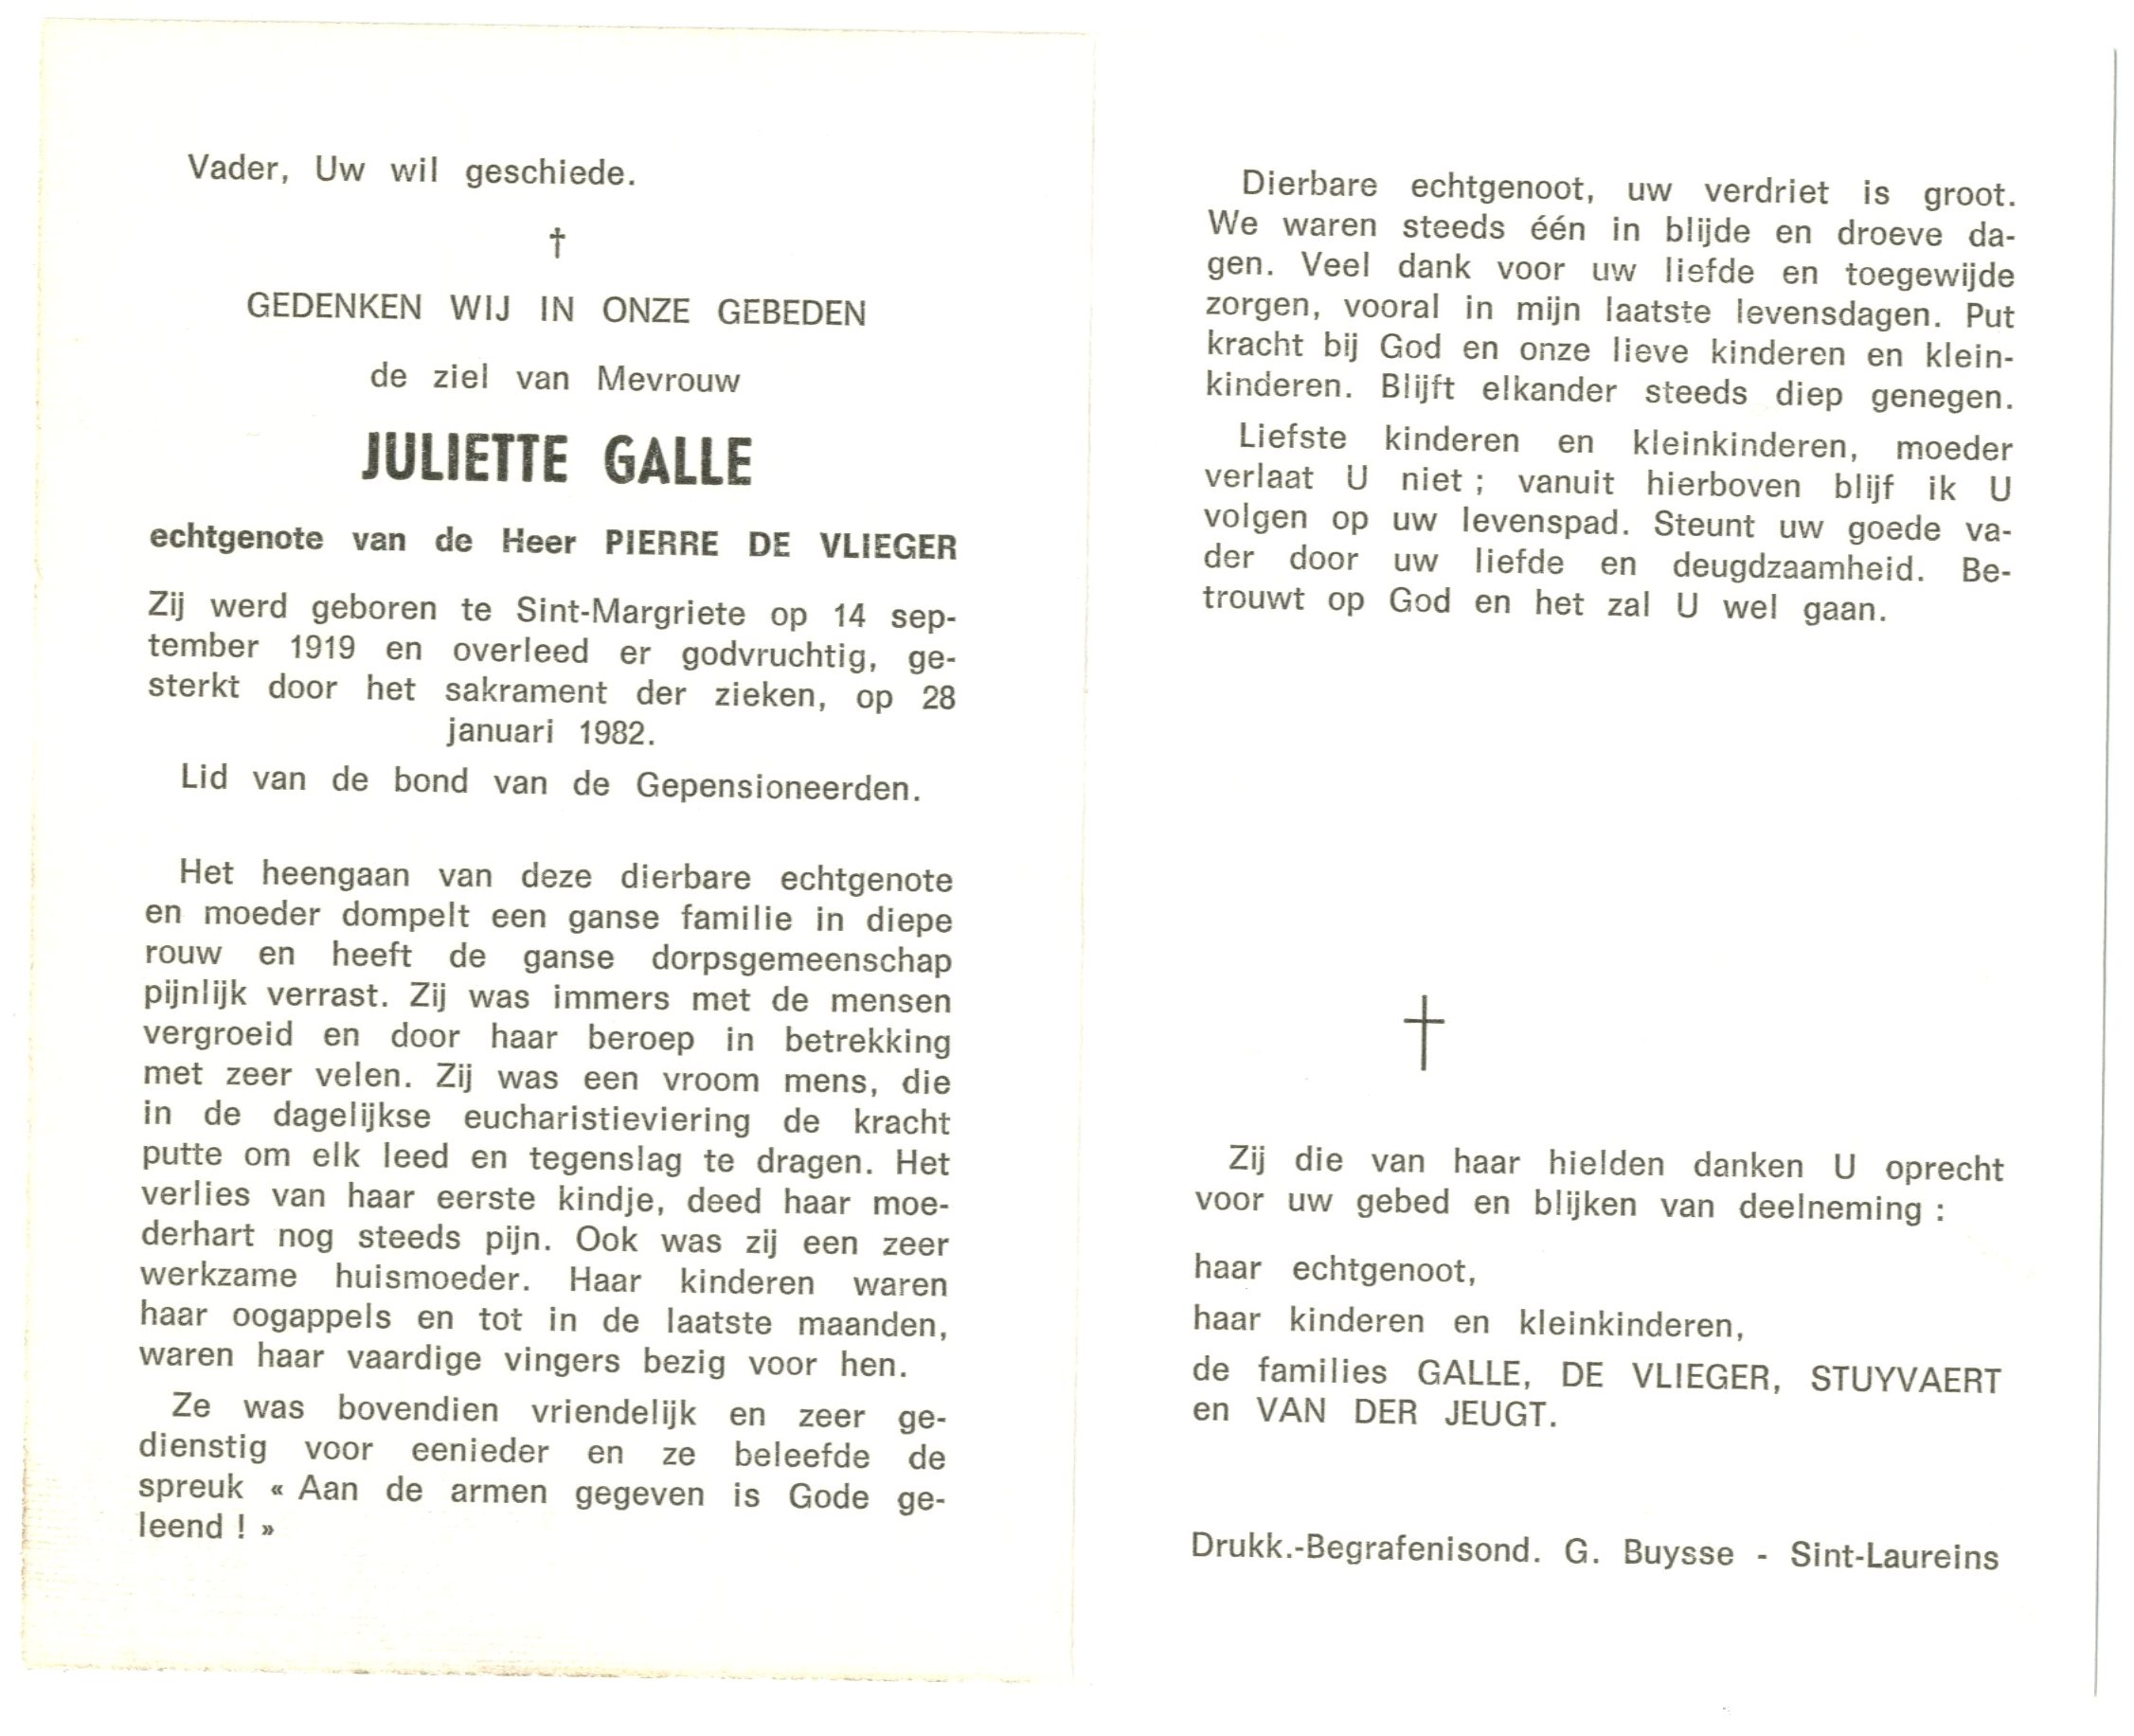 Vader, Uw wil geschiede.
†
GEDENKEN WIJ IN ONZE GEBEDEN
de ziel van Mevrouw
JULIETTE GALLE
echtgenote van de Heer PIERRE DE VLIEGER
Zij werd geboren te Sint-Margriete op 14 sep-
tember 1919 en overleed er godvruchtig, ge-
sterkt door het sakrament der zieken, op 28
januari 1982.
Lid van de bond van de Gepensioneerden.
Het heengaan van deze dierbare echtgenote
en moeder dompelt een ganse familie in diepe
rouw en heeft de ganse dorpsgemeenschap
pijnlijk verrast. Zij was immers met de mensen
vergroeid en door haar beroep in betrekking
met zeer velen. Zij was een vroom mens, die
in de dagelijkse eucharistieviering de kracht
putte om elk leed en tegenslag te dragen. Het
verlies van haar eerste kindje, deed haar moe-
derhart nog steeds pijn. Ook was zij een zeer
werkzame huismoeder. Haar kinderen waren
haar oogappels en tot in de laatste maanden,
waren haar vaardige vingers bezig voor hen.
Ze was bovendien vriendelijk en zeer ge-
dienstig voor eenieder en ze beleefde de
spreuk « Aan de armen gegeven is Gode ge-
leend ! »
Dierbare echtgenoot, uw verdriet is groot.
We waren steeds één in blijde en droeve da-
gen. Veel dank voor uw liefde en toegewijde
zorgen, vooral in mijn laatste levensdagen. Put
kracht bij God en onze lieve kinderen en klein-
kinderen. Blijft elkander steeds diep genegen.
Liefste kinderen en kleinkinderen, moeder
verlaat U niet ; vanuit hierboven blijf ik U
volgen op uw levenspad. Steunt uw goede va-
der door uw liefde en deugdzaamheid. Be-
trouwt op God en het zal U wel gaan.
†
Zij die van haar hielden danken U oprecht
voor uw gebed en blijken van deelneming :
haar echtgenoot,
haar kinderen en kleinkinderen,
de families GALLE, DE VLIEGER, STUYVAERT
en VAN DER JEUGT.
Drukk.-Begrafenisond. G. Buysse - Sint-Laureins